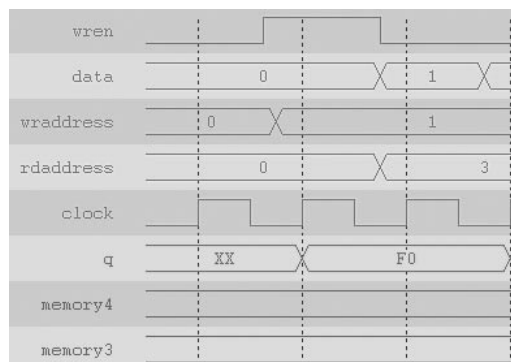 wren
data 0 1
wraddress 0 1
rdaddress 0 3
clock
q XX F0
memory4
memory3